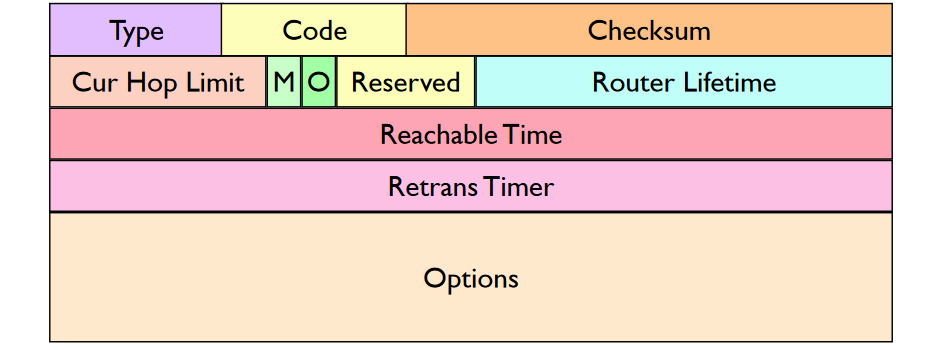 Type Code Checksum
Cur Hop Limit M O Reserved Router Lifetime
Reachable Time
Retrans Timer
Options